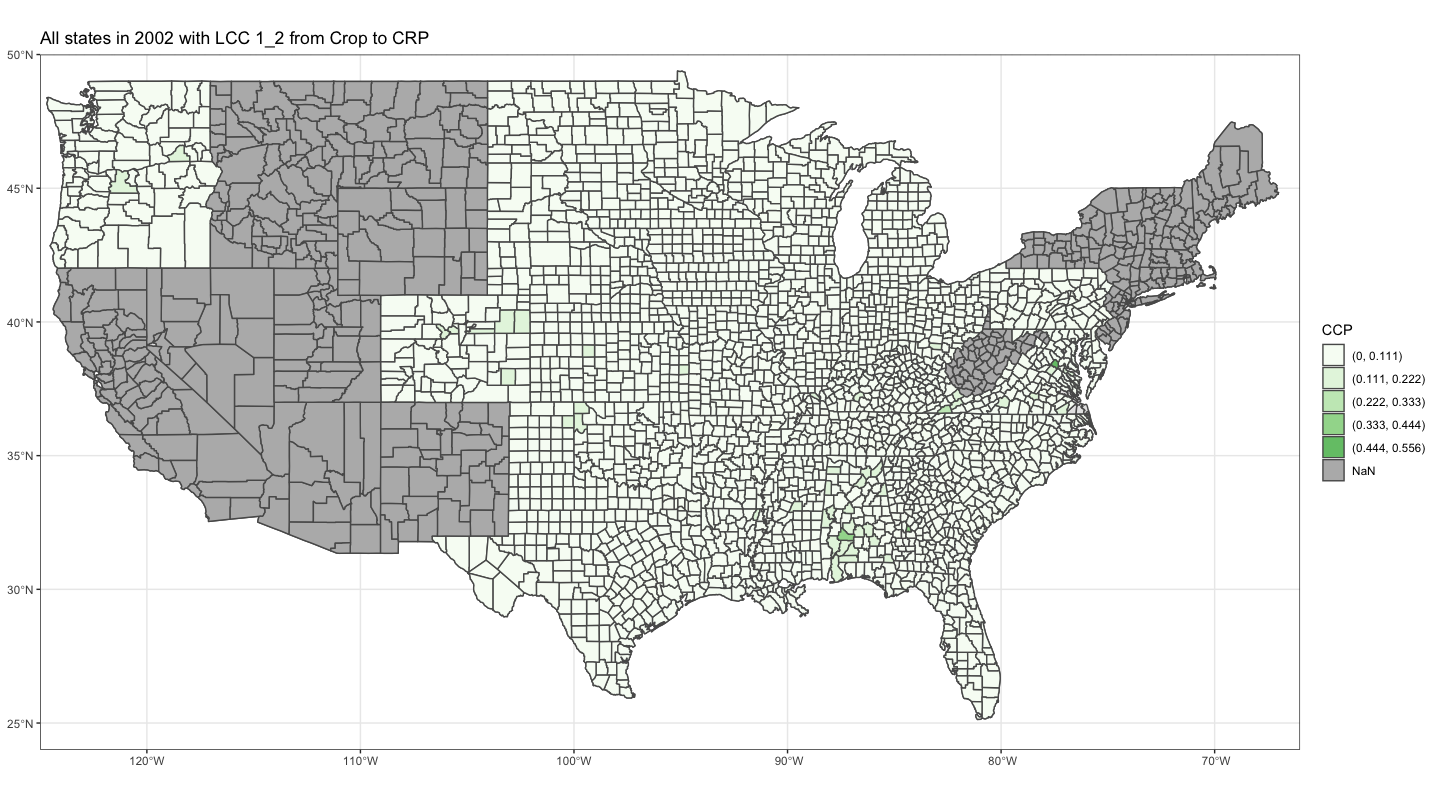 All states in 2002 with LCC 1_2 from Crop to CRP
50°N
45°N
40°N
35°N
30°N
25°N
120°W
110°W
100°W
90°W
80°W
70°W
CCP
(0, 0.111)
(0.111, 0.222)
(0.222, 0.333)
(0.333, 0.444)
(0.444, 0.556)
NaN